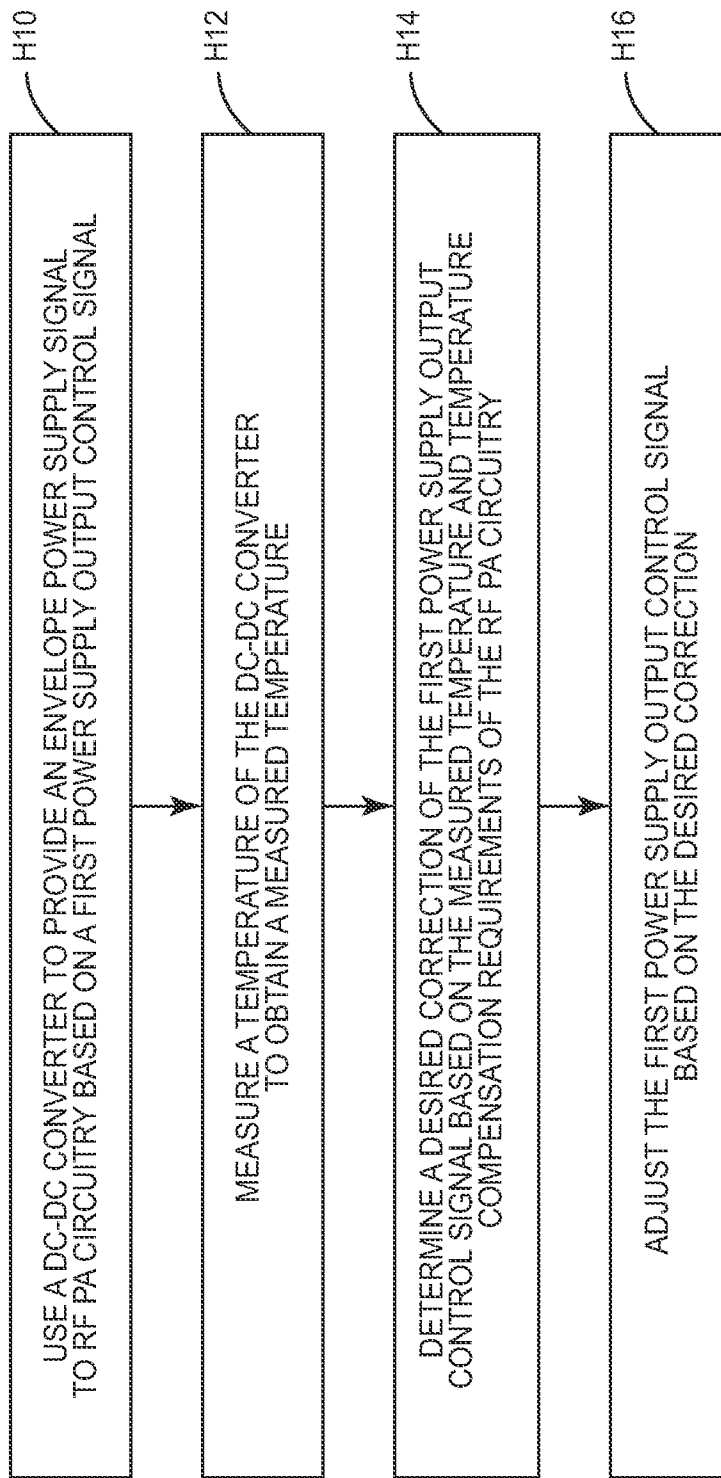 USE A DC-DC CONVERTER TO PROVIDE AN ENVELOPE POWER SUPPLY SIGNAL
TO RF PA CIRCUITRY BASED ON A FIRST POWER SUPPLY OUTPUT CONTROL SIGNAL
H10
MEASURE A TEMPERATURE OF THE DC-DC CONVERTER
TO OBTAIN A MEASURED TEMPERATURE
H12
DETERMINE A DESIRED CORRECTION OF THE FIRST POWER SUPPLY OUTPUT
CONTROL SIGNAL BASED ON THE MEASURED TEMPERATURE AND TEMPERATURE
COMPENSATION REQUIREMENTS OF THE RF PA CIRCUITRY
H14
ADJUST THE FIRST POWER SUPPLY OUTPUT CONTROL SIGNAL
BASED ON THE DESIRED CORRECTION
H16